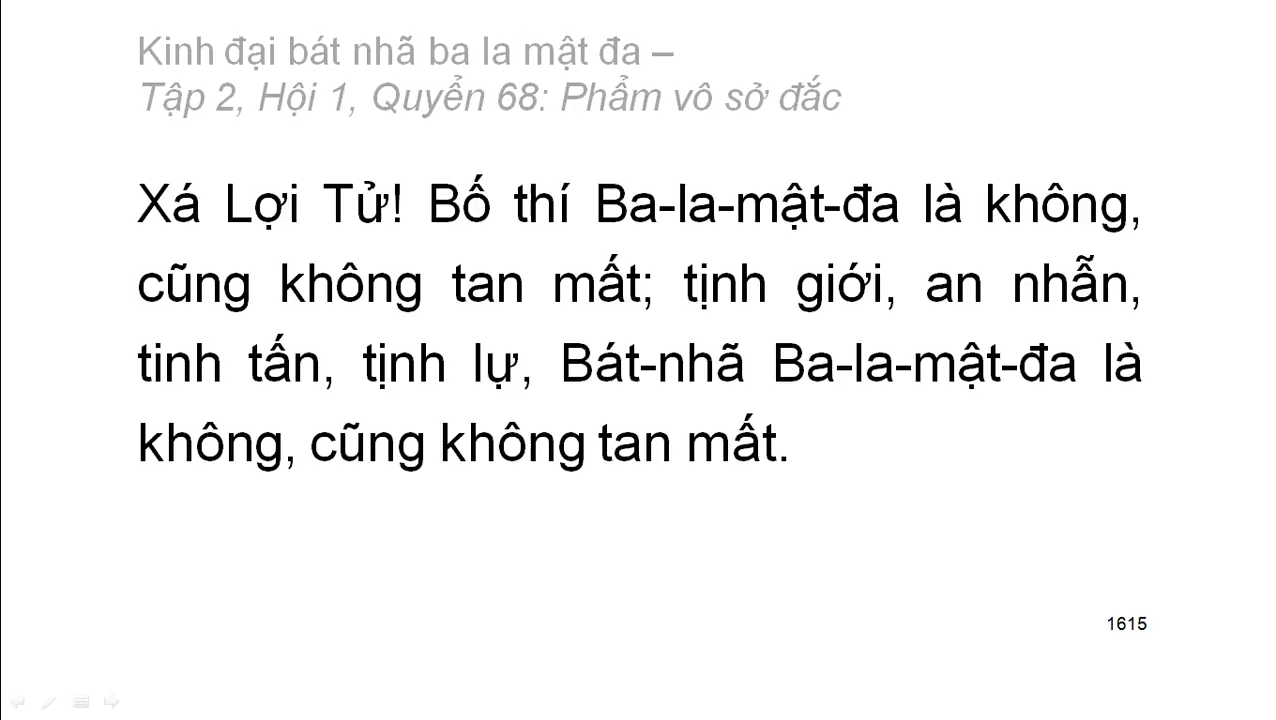 Kinh đại bát nhã ba la mật đa –
Tập 2, Hội 1, Quyển 68: Phẩm vô sở đắc
Xá Lợi Tử! Bố thí Ba-la-mật-đa là không,
cũng không tan mất; tịnh giới, an nhẫn,
tinh tấn, tịnh lự, Bát-nhã Ba-la-mật-đa là
không, cũng không tan mất.
1615